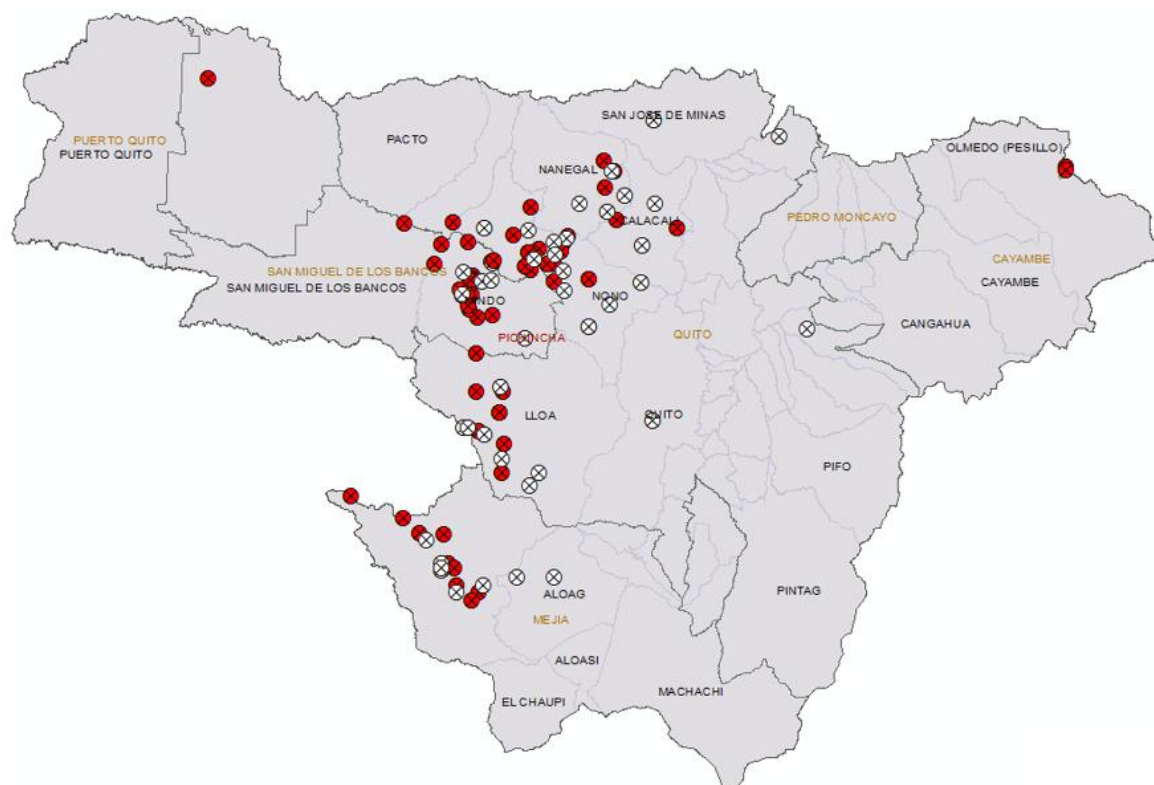 SAN JOSE DE MINAS
PUERTO QUITO
PUERTO QUITO
PACTO
OLMEDO (PESILLO)
NANEGAL
CALACALI
PEDRO MONCAYO
CAYAMBE
CAYAMBE
SAN MIGUEL DE LOS BANCOS
SAN MIGUEL DE LOS BANCOS
MINDO
NONO
CANGAHUA
PICHINCHA
QUITO
LLOA
QUITO
PIFO
ALOAG
PINTAG
MEJIA
ALOASI
MACHACHI
EL CHAUPI